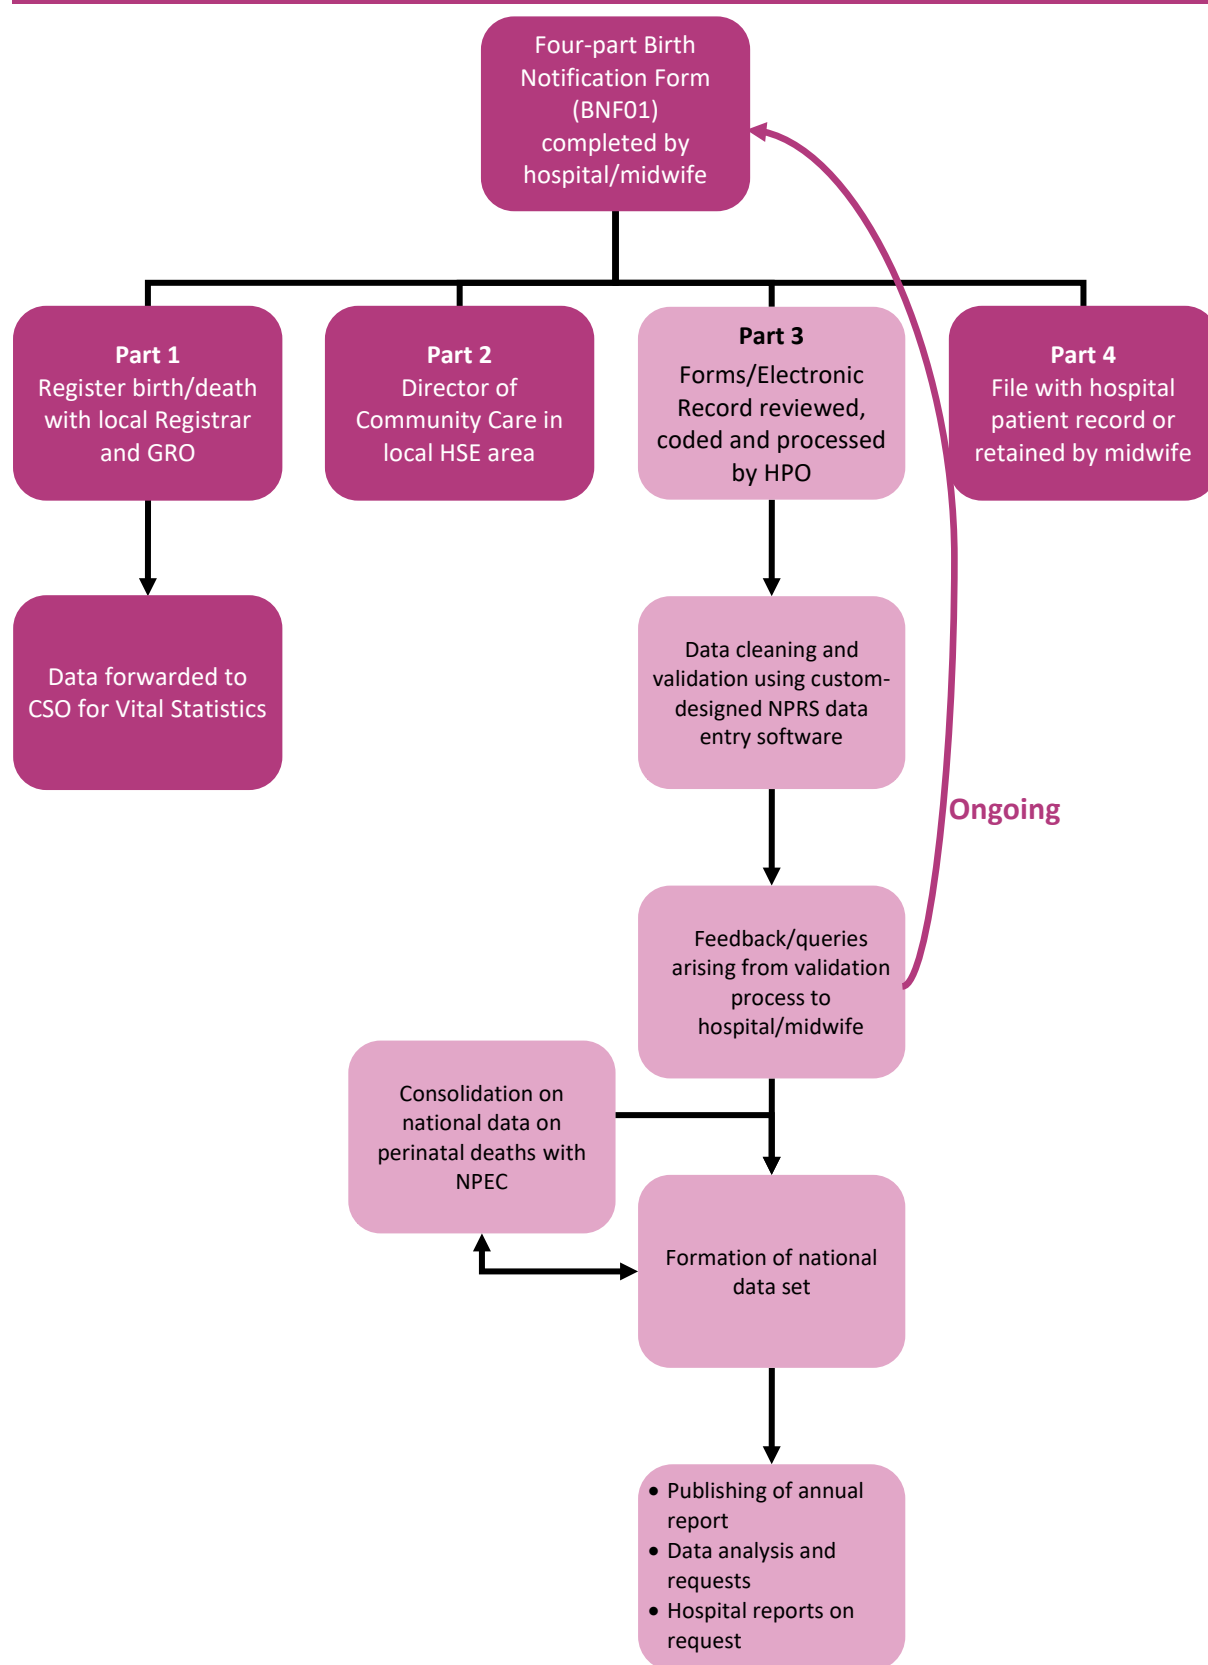 Four-part Birth
Notification Form
(BNF01)
completed by
hospital/midwife
Part 1
Register birth/death
with local Registrar
and GRO
Part 2
Director of
Community Care in
local HSE area
Part 3
Forms/Electronic
Record reviewed,
coded and processed
by HPO
Part 4
File with hospital
patient record or
retained by midwife
Data forwarded to
CSO for Vital Statistics
Data cleaning and
validation using custom-
designed NPRS data
entry software
Ongoing
Feedback/queries
arising from validation
process to
hospital/midwife
Consolidation on
national data on
perinatal deaths with
NPEC
Formation of national
data set
• Publishing of annual
report
• Data analysis and
requests
• Hospital reports on
request